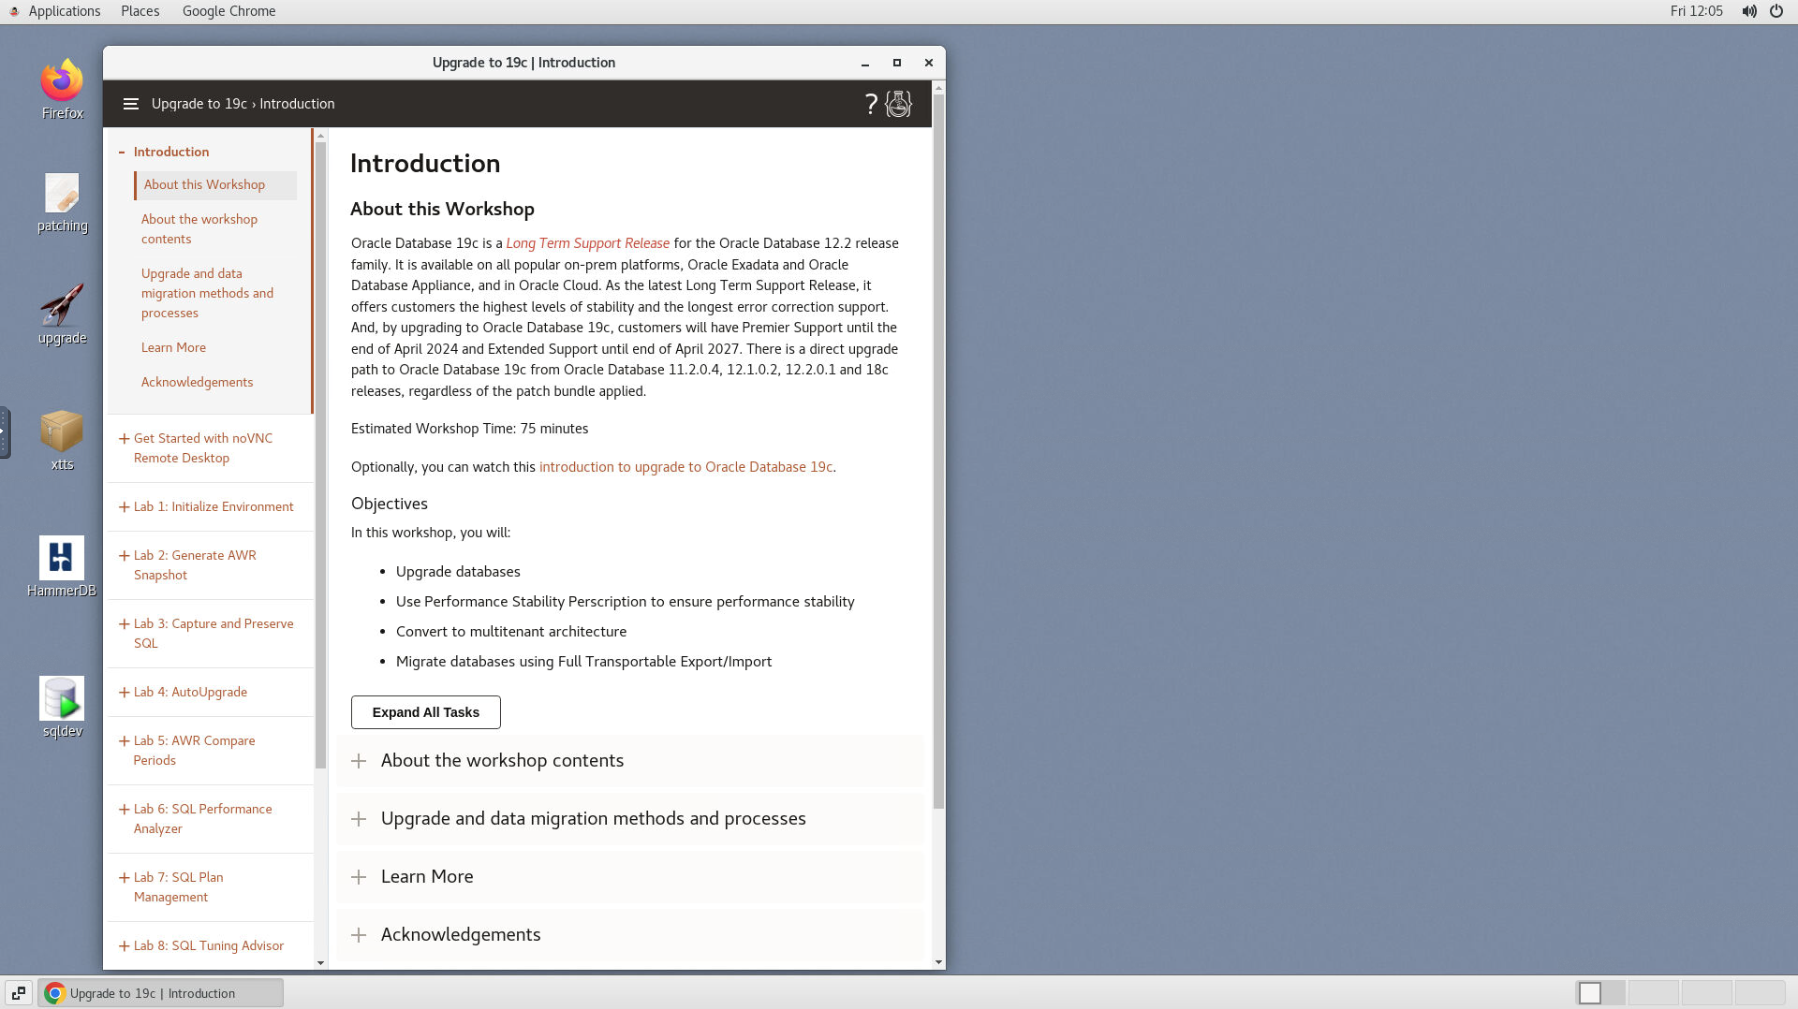 Applications Places Google Chrome Fri 12:05
Firefox
patching
upgrade
xtts
HammerDB
sqldev
Upgrade to 19c | Introduction
Upgrade to 19c › Introduction ?
- Introduction
About this Workshop
About the workshop
contents
Upgrade and data
migration methods and
processes
Learn More
Acknowledgements
+ Get Started with noVNC
Remote Desktop
+ Lab 1: Initialize Environment
+ Lab 2: Generate AWR
Snapshot
+ Lab 3: Capture and Preserve
SQL
+ Lab 4: AutoUpgrade
+ Lab 5: AWR Compare
Periods
+ Lab 6: SQL Performance
Analyzer
+ Lab 7: SQL Plan
Management
+ Lab 8: SQL Tuning Advisor
Introduction
About this Workshop
Oracle Database 19c is a Long Term Support Release for the Oracle Database 12.2 release
family. It is available on all popular on-prem platforms, Oracle Exadata and Oracle
Database Appliance, and in Oracle Cloud. As the latest Long Term Support Release, it
offers customers the highest levels of stability and the longest error correction support.
And, by upgrading to Oracle Database 19c, customers will have Premier Support until the
end of April 2024 and Extended Support until end of April 2027. There is a direct upgrade
path to Oracle Database 19c from Oracle Database 11.2.0.4, 12.1.0.2, 12.2.0.1 and 18c
releases, regardless of the patch bundle applied.
Estimated Workshop Time: 75 minutes
Optionally, you can watch this introduction to upgrade to Oracle Database 19c.
Objectives
In this workshop, you will:
• Upgrade databases
• Use Performance Stability Perscription to ensure performance stability
• Convert to multitenant architecture
• Migrate databases using Full Transportable Export/Import
Expand All Tasks
+ About the workshop contents
+ Upgrade and data migration methods and processes
+ Learn More
+ Acknowledgements
Upgrade to 19c | Introduction